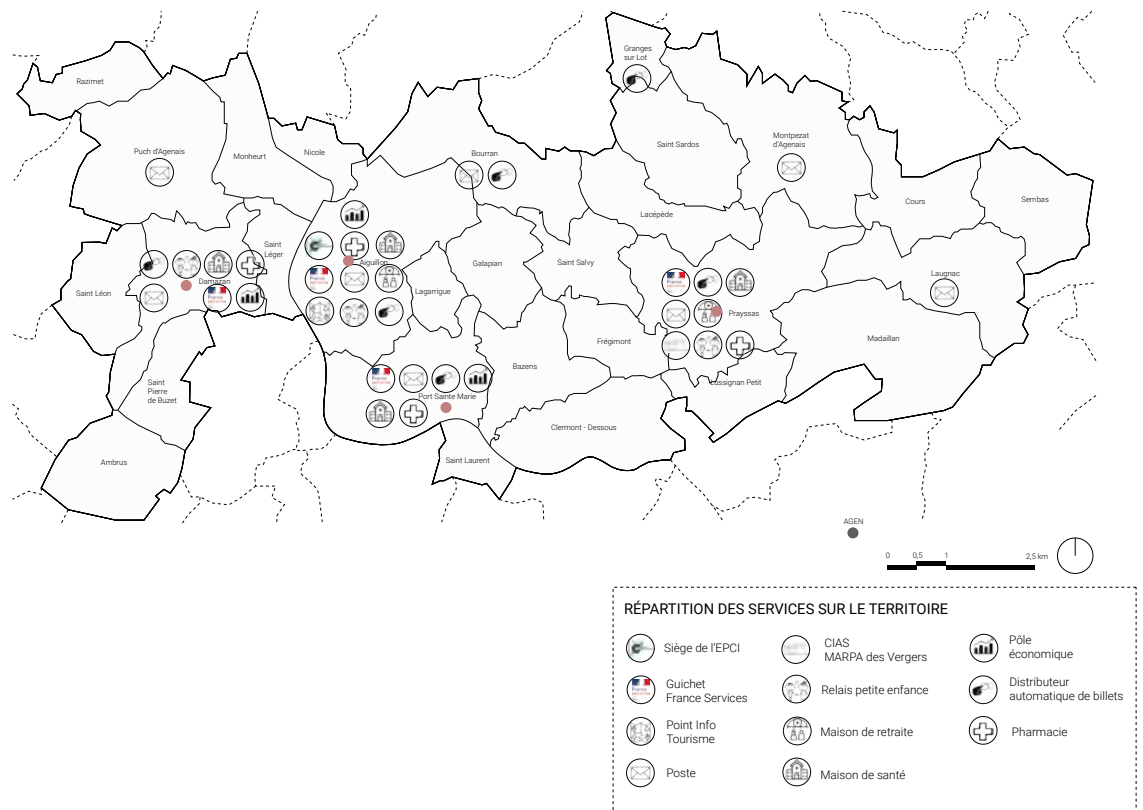 Granges
sur Lot
Razimet
Montpezat
d'Agenais
Saint Sardos
Puch d'Agenais
Monheurt
Nicole
Bourran
Cours
Sembas
Lacépède
Saint
Léger
Aiguillon
Galapian
Saint Salvy
Laugnac
Saint Léon
Damazan
Lagarrigue
Prayssas
Frégimont
Madaillan
Bazens
Saint
Pierre
de Buzet
Lussignan Petit
Port Sainte Marie
Clermont - Dessous
Ambrus
Saint Laurent
AGEN
0 0,5 1 2,5 km
RÉPARTITION DES SERVICES SUR LE TERRITOIRE
Siège de l'EPCI
CIAS
MARPA des Vergers
Pôle
économique
Guichet
France Services
Relais petite enfance
Distributeur
automatique de billets
Point Info
Tourisme
Maison de retraite
Pharmacie
Poste
Maison de santé